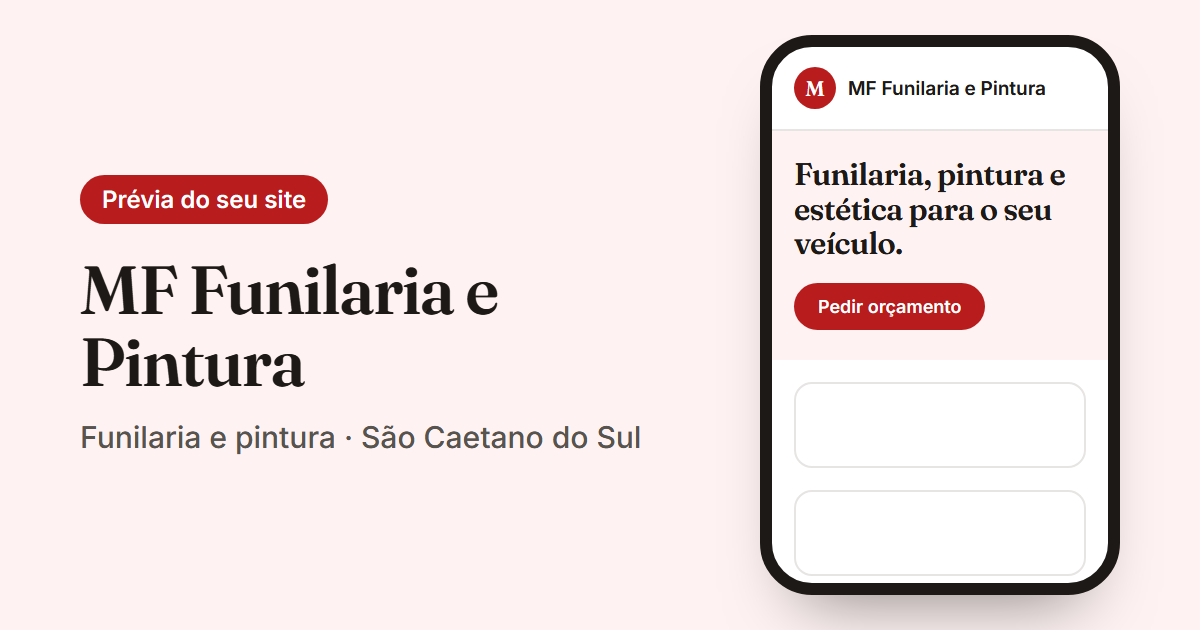 Prévia do seu site
MF Funilaria e
Pintura
Funilaria e pintura · São Caetano do Sul
M
MF Funilaria e Pintura
Funilaria, pintura e
estética para o seu
veículo.
Pedir orçamento